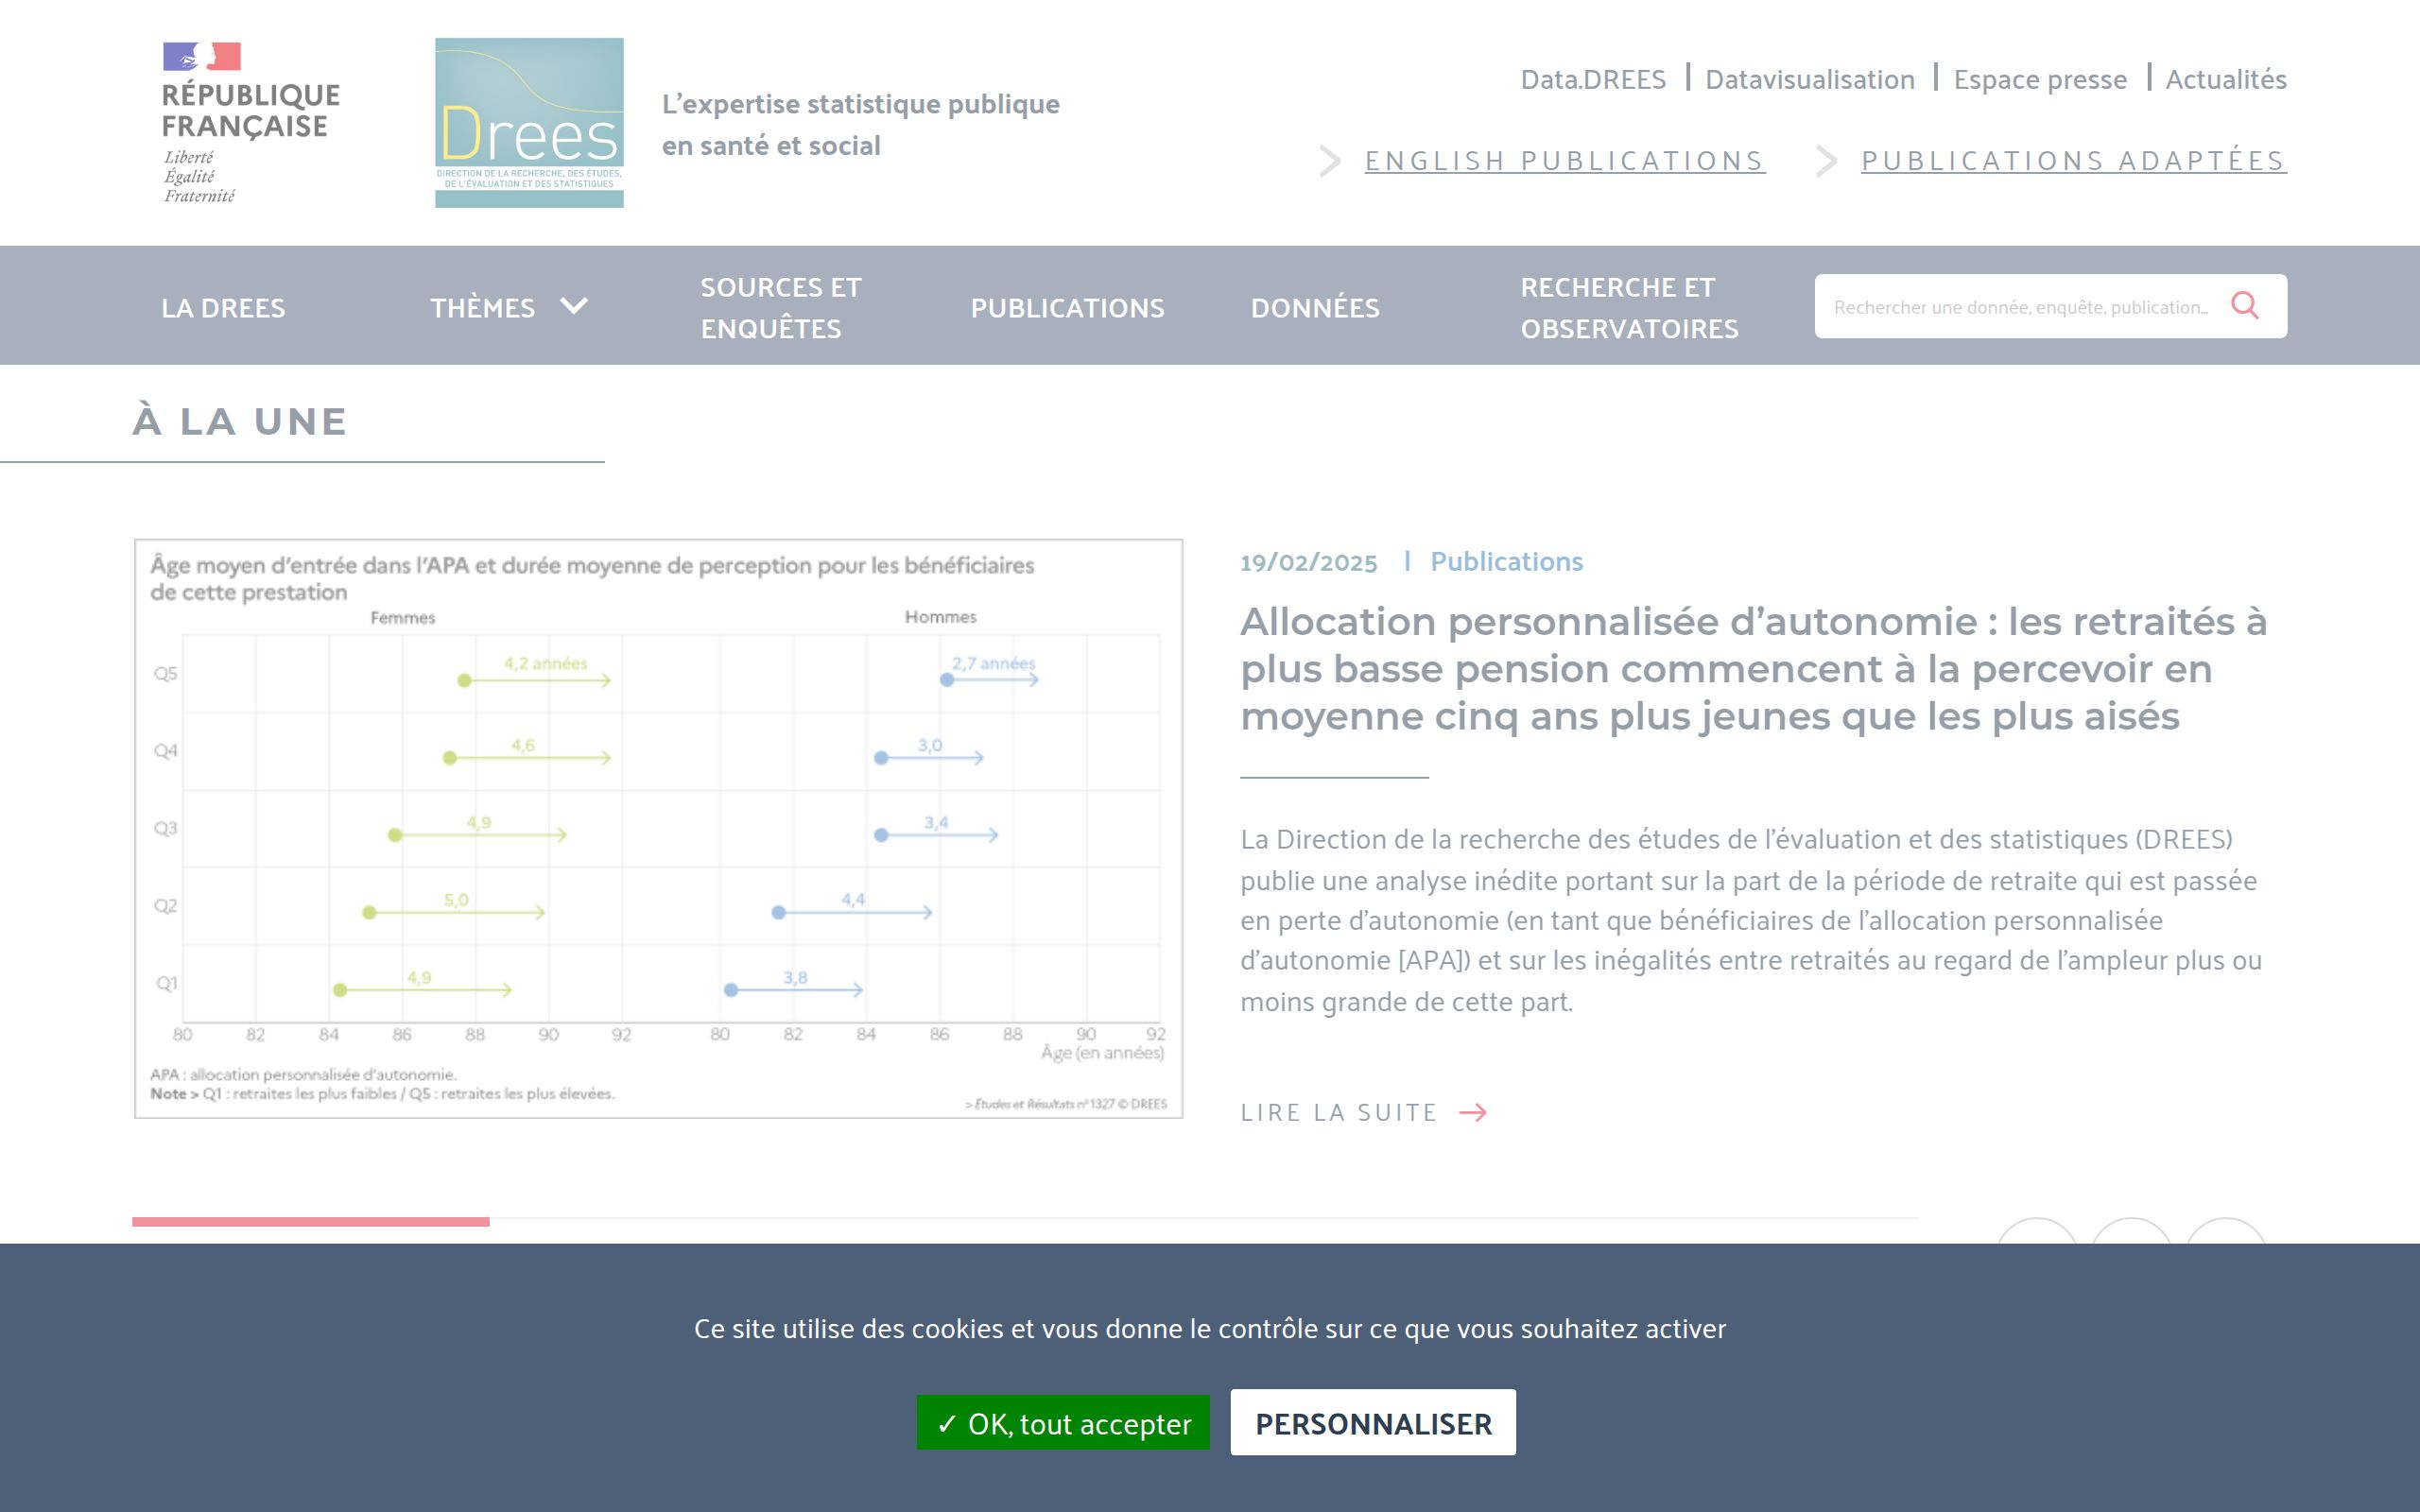 RÉPUBLIQUE
FRANÇAISE
Liberté
Égalité
Fraternité
Drees
DIRECTION DE LA RECHERCHE, DES ÉTUDES,
DE L'ÉVALUATION ET DES STATISTIQUES
L'expertise statistique publique
en santé et social
Data.DREES | Datavisualisation | Espace presse | Actualités
ENGLISH PUBLICATIONS PUBLICATIONS ADAPTÉES
LA DREES
THÈMES
SOURCES ET
ENQUÊTES
PUBLICATIONS
DONNÉES
RECHERCHE ET
OBSERVATOIRES
Rechercher une donnée, enquête, publication...
À LA UNE
Âge moyen d'entrée dans l'APA et durée moyenne de perception pour les bénéficiaires
de cette prestation
Femmes Hommes
Q5 4,2 années 2,7 années
Q4 4,6 3,0
Q3 4,9 3,4
Q2 5,0 4,4
Q1 4,9 3,8
80 82 84 86 88 90 92 80 82 84 86 88 90 92
Âge (en années)
APA : allocation personnalisée d'autonomie.
Note > Q1 : retraites les plus faibles / Q5 : retraites les plus élevées.
> Études et Résultats n°1327 © DREES
19/02/2025 | Publications
Allocation personnalisée d'autonomie : les retraités à
plus basse pension commencent à la percevoir en
moyenne cinq ans plus jeunes que les plus aisés
La Direction de la recherche des études de l'évaluation et des statistiques (DREES)
publie une analyse inédite portant sur la part de la période de retraite qui est passée
en perte d'autonomie (en tant que bénéficiaires de l'allocation personnalisée
d'autonomie [APA]) et sur les inégalités entre retraités au regard de l'ampleur plus ou
moins grande de cette part.
LIRE LA SUITE
Ce site utilise des cookies et vous donne le contrôle sur ce que vous souhaitez activer
✓ OK, tout accepter
PERSONNALISER